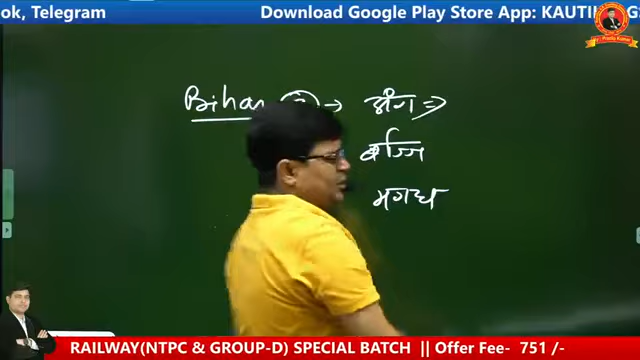 ok, Telegram Download Google Play Store App: KAUTI
Bihar → अंग ⇒
वज्जि
मगध
RAILWAY(NTPC & GROUP-D) SPECIAL BATCH || Offer Fee- 751 /-